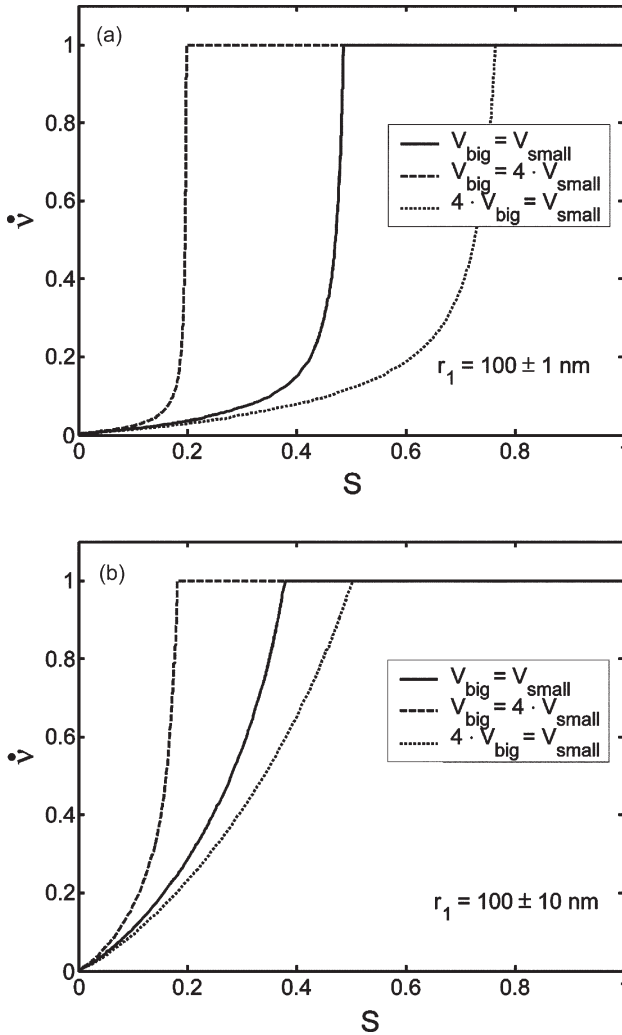 (a)
1
0.8
0.6
0.4
0.2
0
ν̇
V_big = V_small
V_big = 4 · V_small
4 · V_big = V_small
r_1 = 100 ± 1 nm
0 0.2 0.4 0.6 0.8 1
S
(b)
1
0.8
0.6
0.4
0.2
0
ν̇
V_big = V_small
V_big = 4 · V_small
4 · V_big = V_small
r_1 = 100 ± 10 nm
0 0.2 0.4 0.6 0.8 1
S